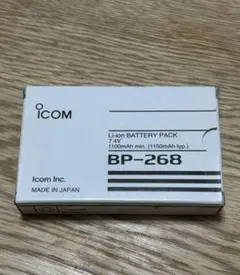 ICOM
Li-ion BATTERY PACK
7.4V
1100mAh min. (1150mAh typ.)
BP-268
Icom Inc.
MADE IN JAPAN